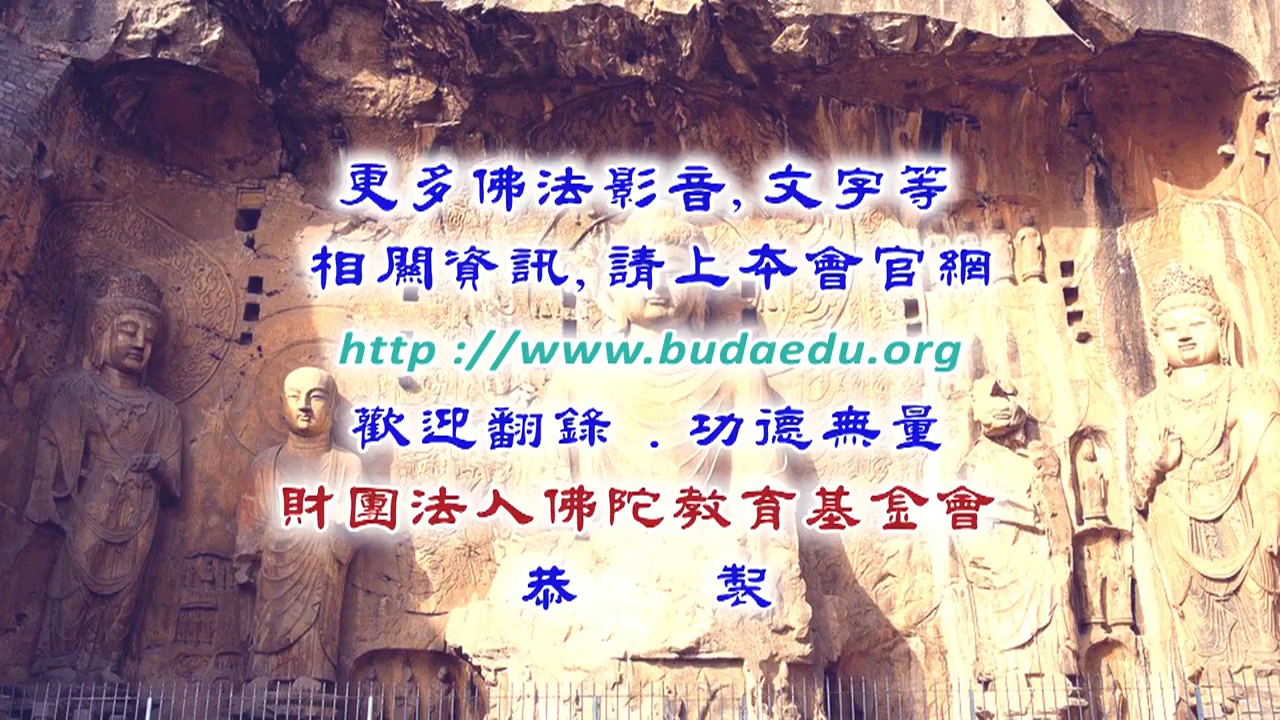 更多佛法影音,文字等
相關資訊,請上本會官網
http ://www.budaedu.org
歡迎翻錄 . 功德無量
財團法人佛陀教育基金會
恭 製